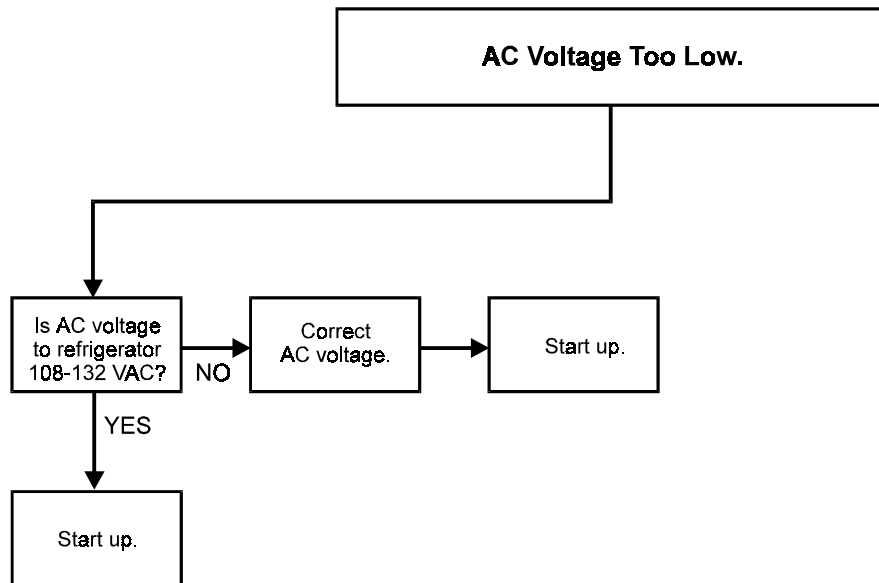 AC Voltage Too Low.
Is AC voltage
to refrigerator
108-132 VAC?
NO
Correct
AC voltage.
Start up.
YES
Start up.